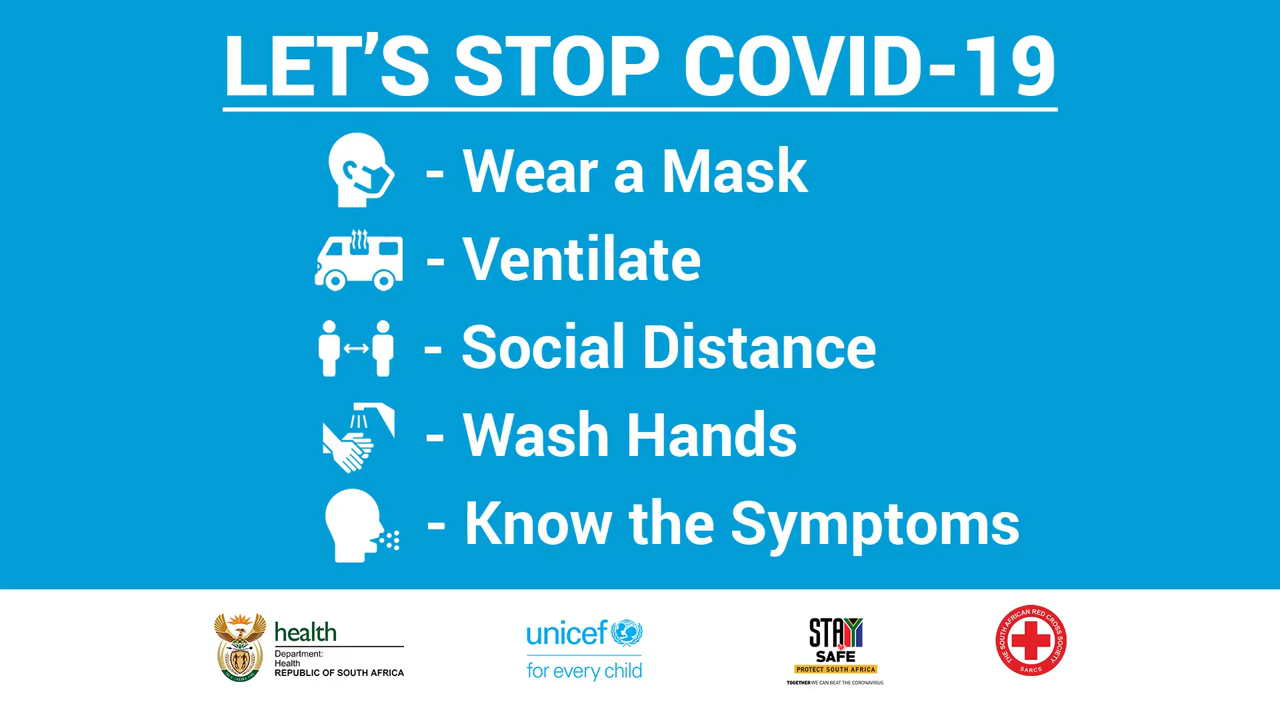 LET'S STOP COVID-19
- Wear a Mask
- Ventilate
- Social Distance
- Wash Hands
- Know the Symptoms
health
Department:
Health
REPUBLIC OF SOUTH AFRICA
unicef
for every child
STAY
SAFE
PROTECT SOUTH AFRICA
TOGETHER WE CAN BEAT THE CORONAVIRUS
THE SOUTH AFRICAN RED CROSS SOCIETY
SARCS